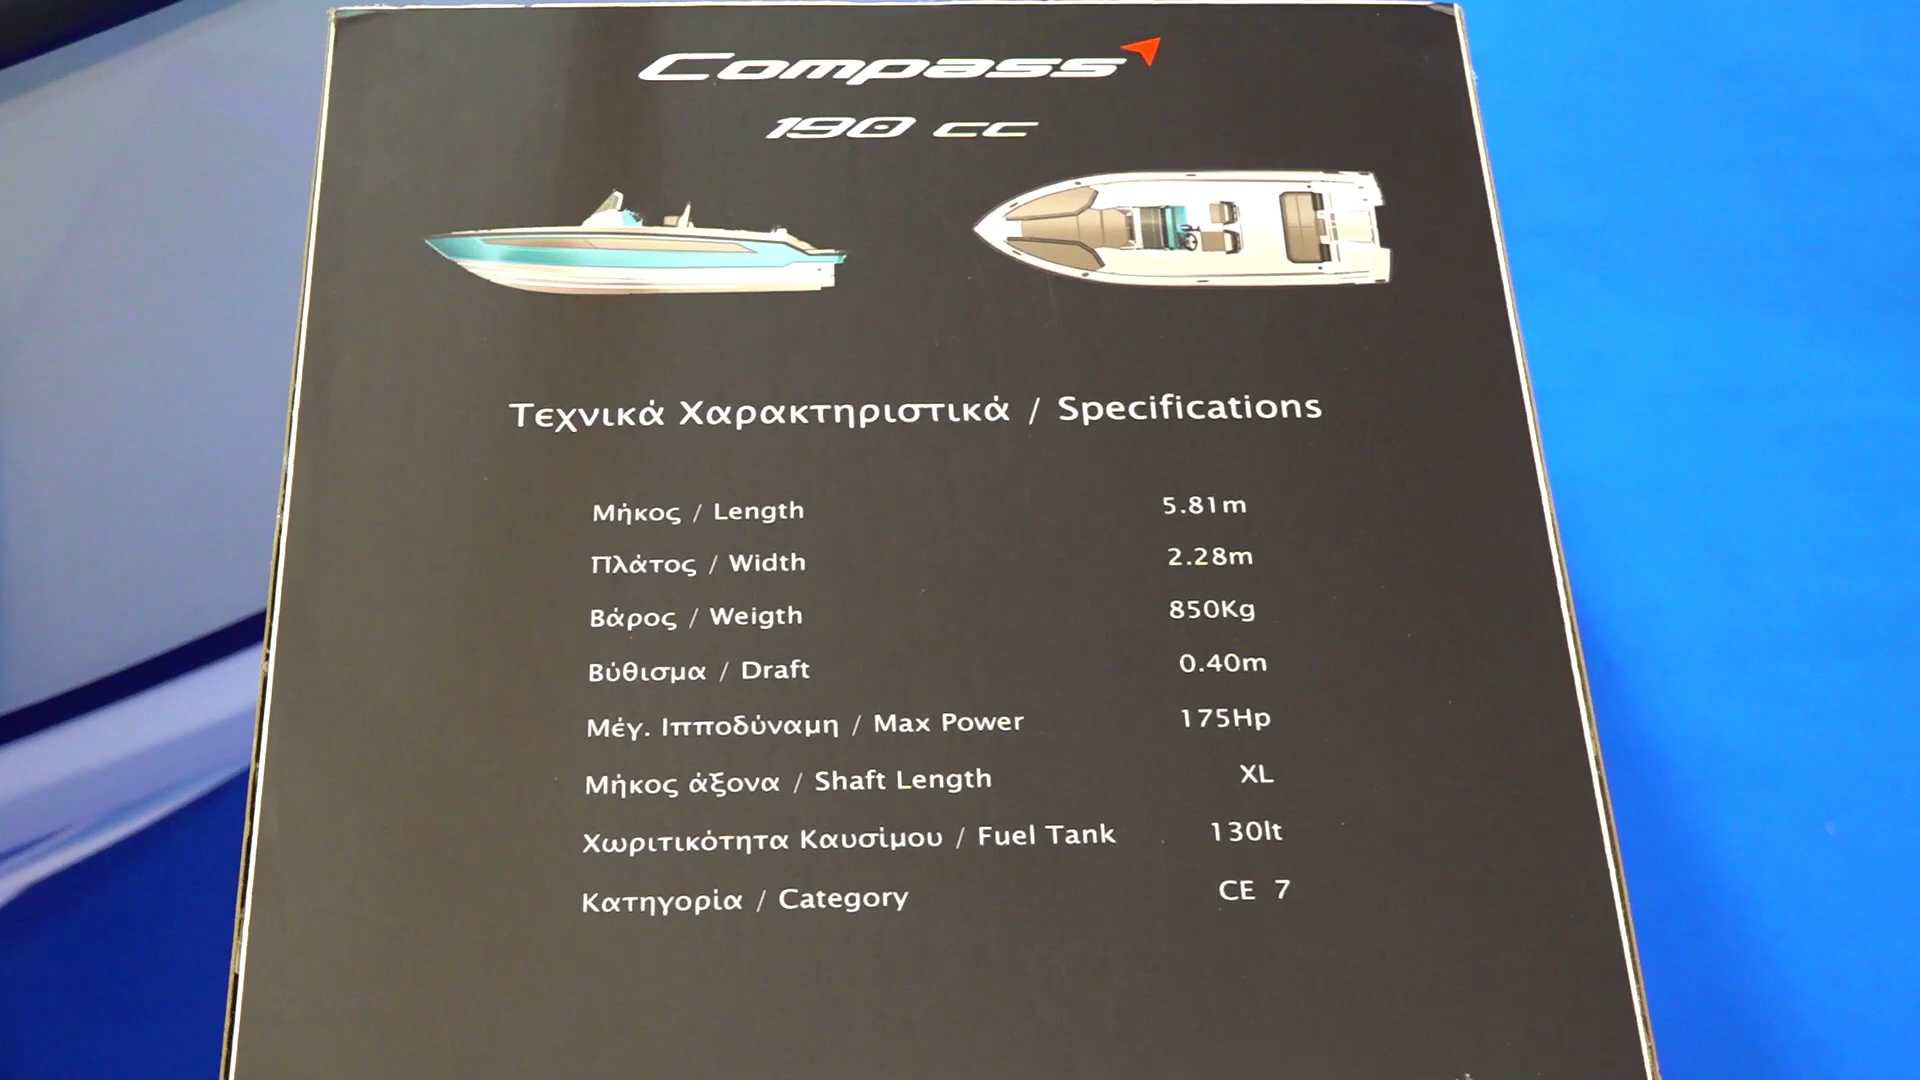 Compass
190 cc
Τεχνικά Χαρακτηριστικά / Specifications
Μήκος / Length 5.81m
Πλάτος / Width 2.28m
Βάρος / Weigth 850Kg
Βύθισμα / Draft 0.40m
Μέγ. Ιπποδύναμη / Max Power 175Hp
Μήκος άξονα / Shaft Length XL
Χωριτικότητα Καυσίμου / Fuel Tank 130lt
Κατηγορία / Category CE 7